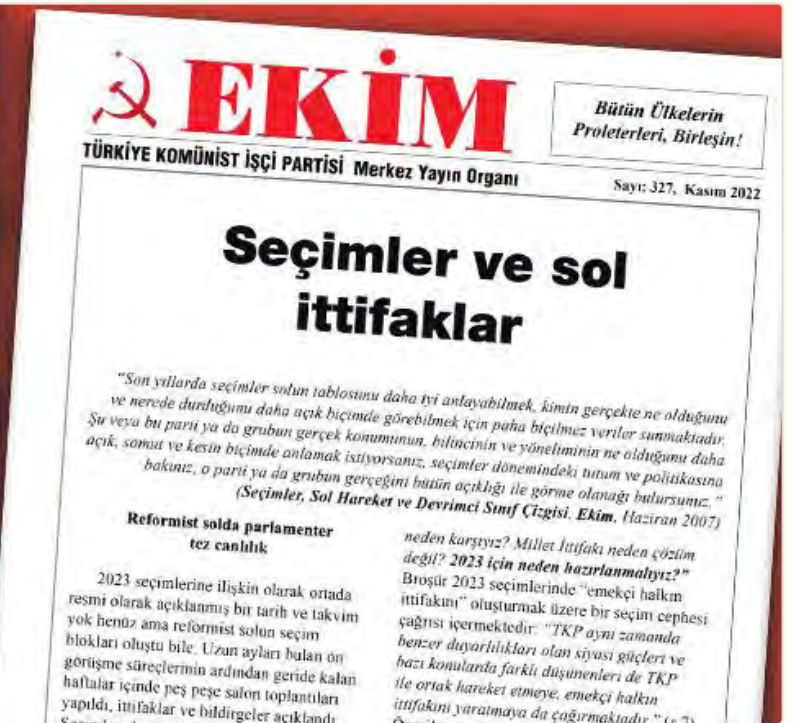 EKİM
Bütün Ülkelerin
Proleterleri, Birleşin!
TÜRKİYE KOMÜNİST İŞÇİ PARTİSİ Merkez Yayın Organı
Sayı: 327, Kasım 2022
Seçimler ve sol
ittifaklar
"Son yıllarda seçimler solun tablosunu daha iyi anlayabilmek, kimin gerçekte ne olduğunu
ve nerede durduğunu daha açık biçimde görebilmek için paha biçilmez veriler sunmaktadır.
Şu veya bu parti ya da grubun gerçek konumunun, bilincinin ve yöneliminin ne olduğunu daha
açık, somut ve kesin biçimde anlamak istiyorsanız, seçimler dönemindeki tutum ve politikasına
bakınız, o parti ya da grubun gerçeğini bütün açıklığı ile görme olanağı bulursunuz."
(Seçimler, Sol Hareket ve Devrimci Sınıf Çizgisi, Ekim, Haziran 2007)
Reformist solda parlamenter
tez canlılık
2023 seçimlerine ilişkin olarak ortada
resmi olarak açıklanmış bir tarih ve takvim
yok henüz ama reformist solun seçim
blokları oluştu bile. Uzun ayları bulan ön
görüşme süreçlerinin ardından geride kalan
haftalar içinde peş peşe salon toplantıları
yapıldı, ittifaklar ve bildirgeler açıklandı.
neden karşıyız? Millet İttifakı neden çözüm
değil? 2023 için neden hazırlanmalıyız?"
Broşür 2023 seçimlerinde "emekçi halkın
ittifakını" oluşturmak üzere bir seçim cephesi
çağrısı içermektedir: "TKP aynı zamanda
benzer duyarlılıkları olan siyasi güçleri ve
bazı konularda farklı düşünenleri de TKP
ile ortak hareket etmeye, emekçi halkın
ittifakını yaratmaya da çağırmaktadır."